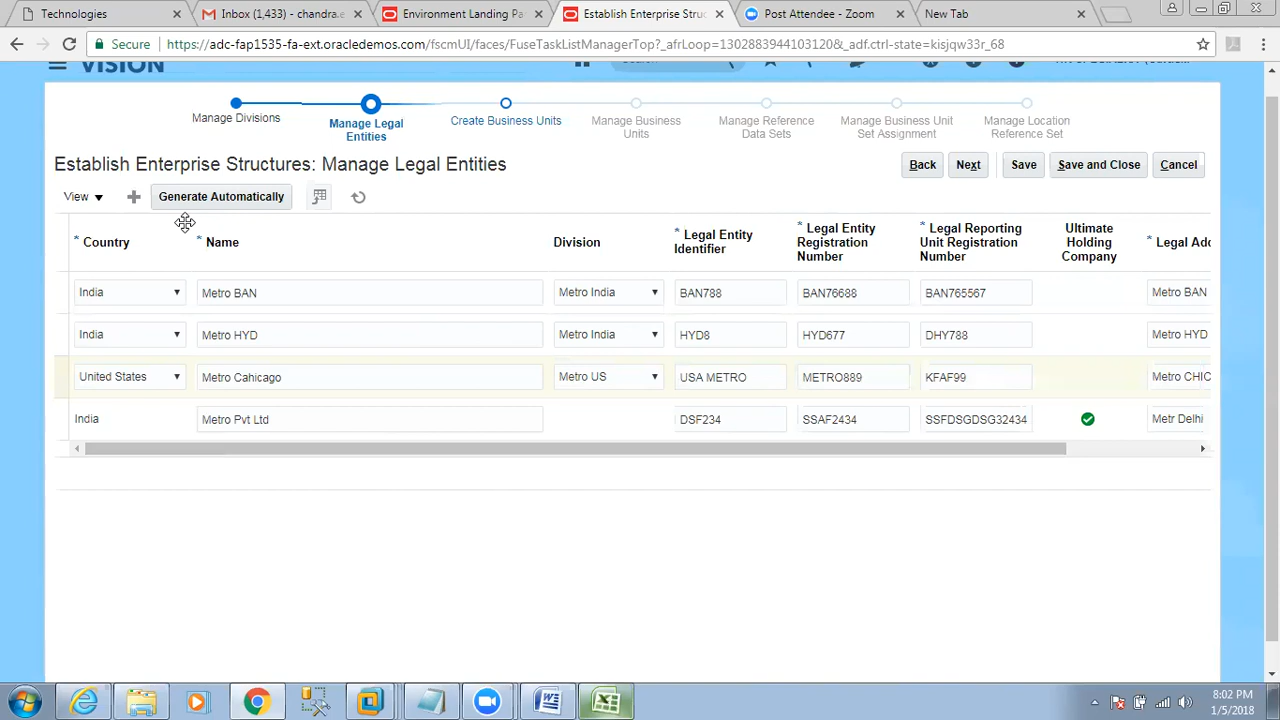 Technologies
Inbox (1,433) - chandra.e
Environment Landing Pa
Establish Enterprise Struc
Post Attendee - Zoom
New Tab
Secure https://adc-fap1535-fa-ext.oracledemos.com/fscmUI/faces/FuseTaskListManagerTop?_afrLoop=1302883944103120&_adf.ctrl-state=kisjqw33r_68
VISION
Manage Divisions
Manage Legal Entities
Create Business Units
Manage Business Units
Manage Reference Data Sets
Manage Business Unit Set Assignment
Manage Location Reference Set
Establish Enterprise Structures: Manage Legal Entities
Back Next Save Save and Close Cancel
View Generate Automatically
* Country * Name Division * Legal Entity Identifier * Legal Entity Registration Number * Legal Reporting Unit Registration Number Ultimate Holding Company * Legal Add
India Metro BAN Metro India BAN788 BAN76688 BAN765567 Metro BAN
India Metro HYD Metro India HYD8 HYD677 DHY788 Metro HYD
United States Metro Cahicago Metro US USA METRO METRO889 KFAF99 Metro CHIC
India Metro Pvt Ltd DSF234 SSAF2434 SSFDSGDSG32434 Metr Delhi
8:02 PM
1/5/2018